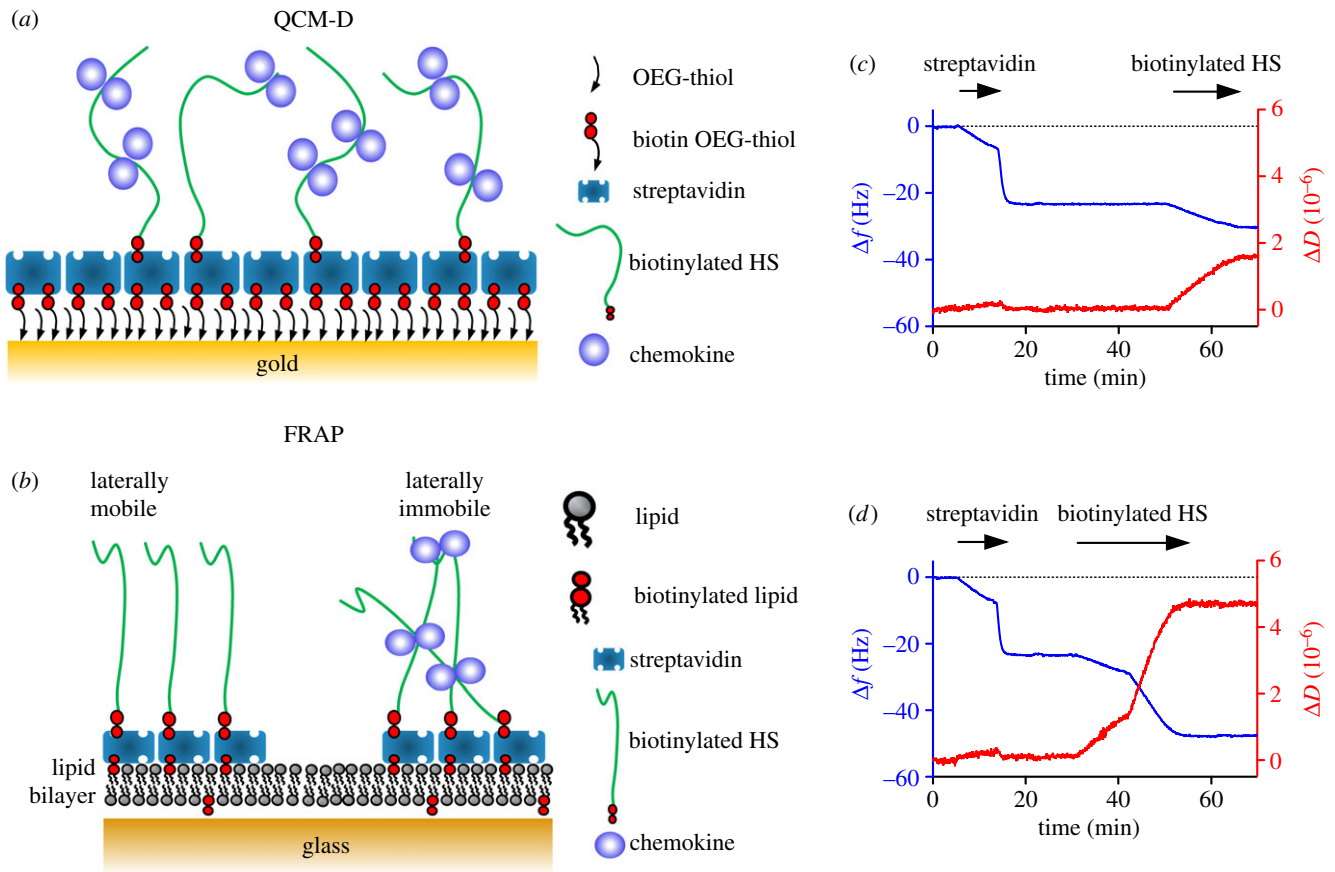 (a)
QCM-D
OEG-thiol
biotin OEG-thiol
streptavidin
biotinylated HS
chemokine
gold
(c)
streptavidin
biotinylated HS
0
–20
–40
–60
Δf (Hz)
6
4
2
0
ΔD (10–6)
0
20
40
60
time (min)
FRAP
(b)
laterally
mobile
laterally
immobile
lipid
biotinylated lipid
streptavidin
biotinylated HS
chemokine
lipid
bilayer
glass
(d)
streptavidin
biotinylated HS
0
–20
–40
–60
Δf (Hz)
6
4
2
0
ΔD (10–6)
0
20
40
60
time (min)